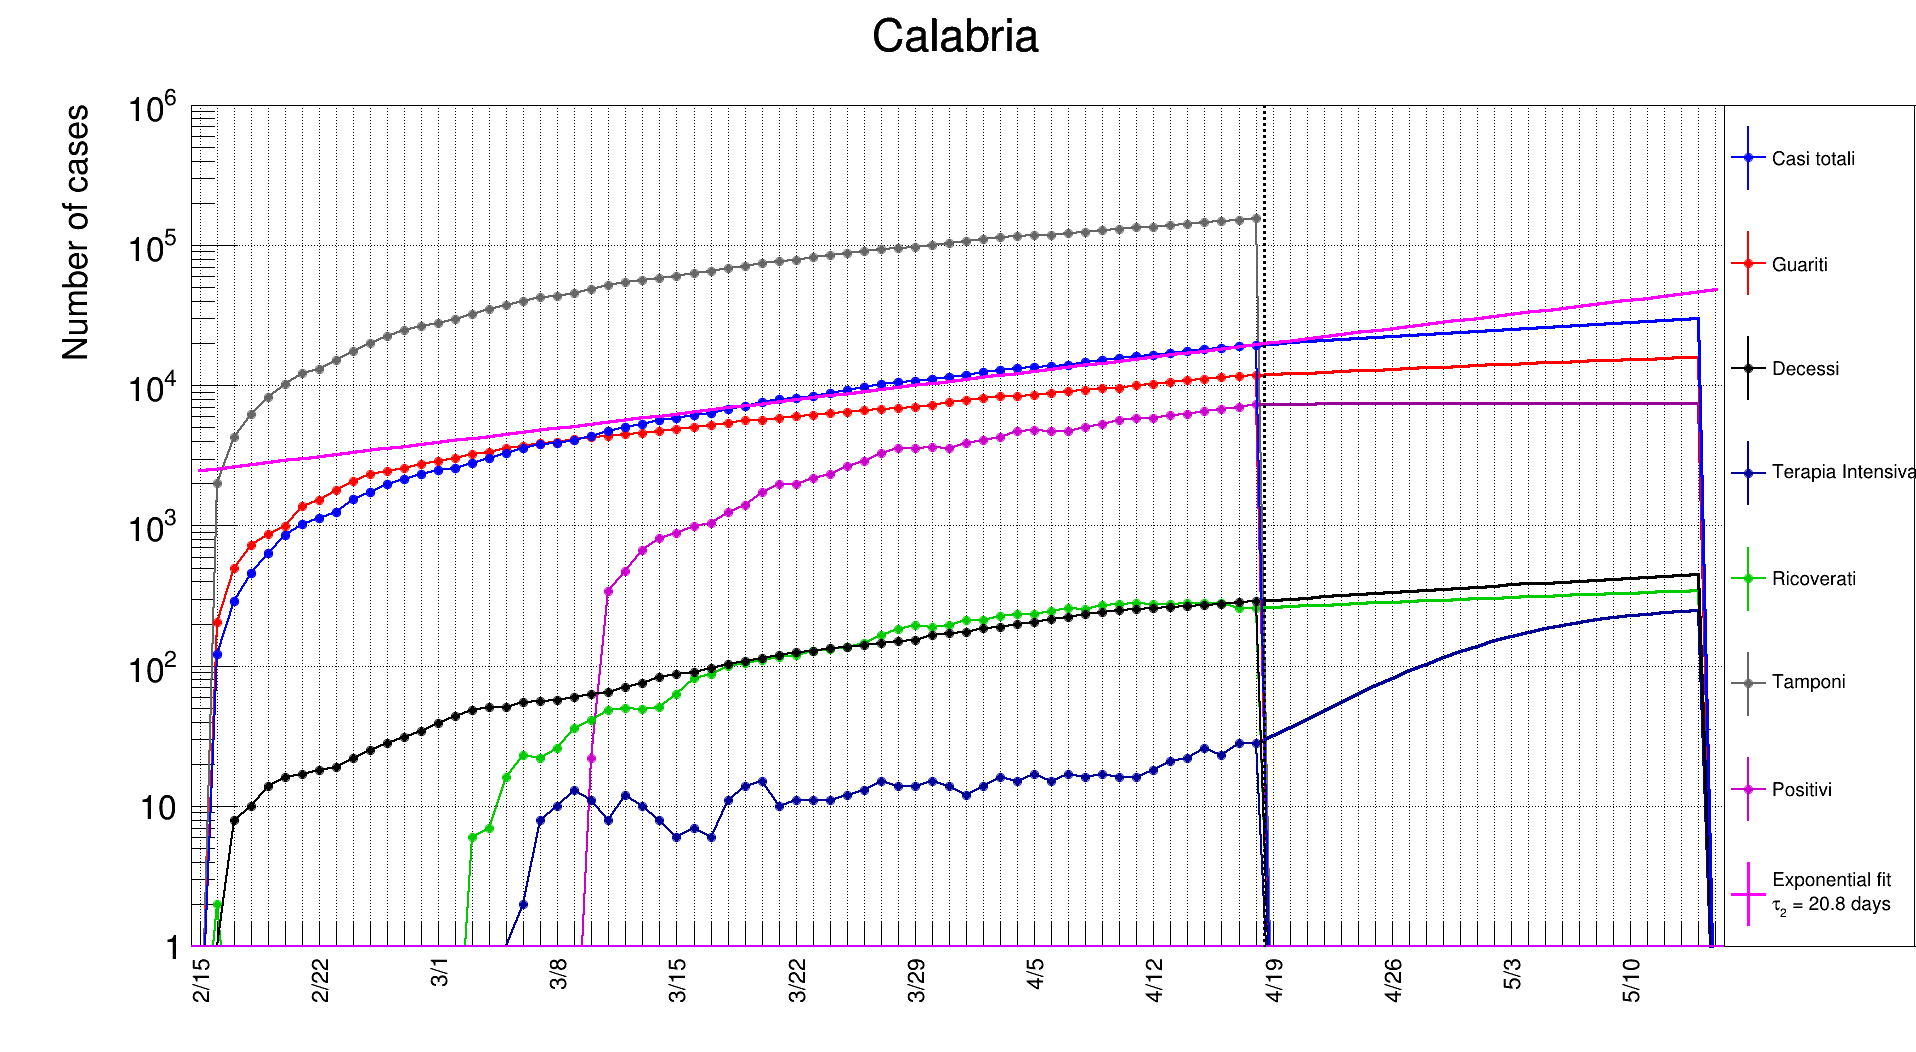 Calabria
Number of cases
10^6
10^5
10^4
10^3
10^2
10
1
2/15
2/22
3/1
3/8
3/15
3/22
3/29
4/5
4/12
4/19
4/26
5/3
5/10
Casi totali
Guariti
Decessi
Terapia Intensiva
Ricoverati
Tamponi
Positivi
Exponential fit
τ₂ = 20.8 days